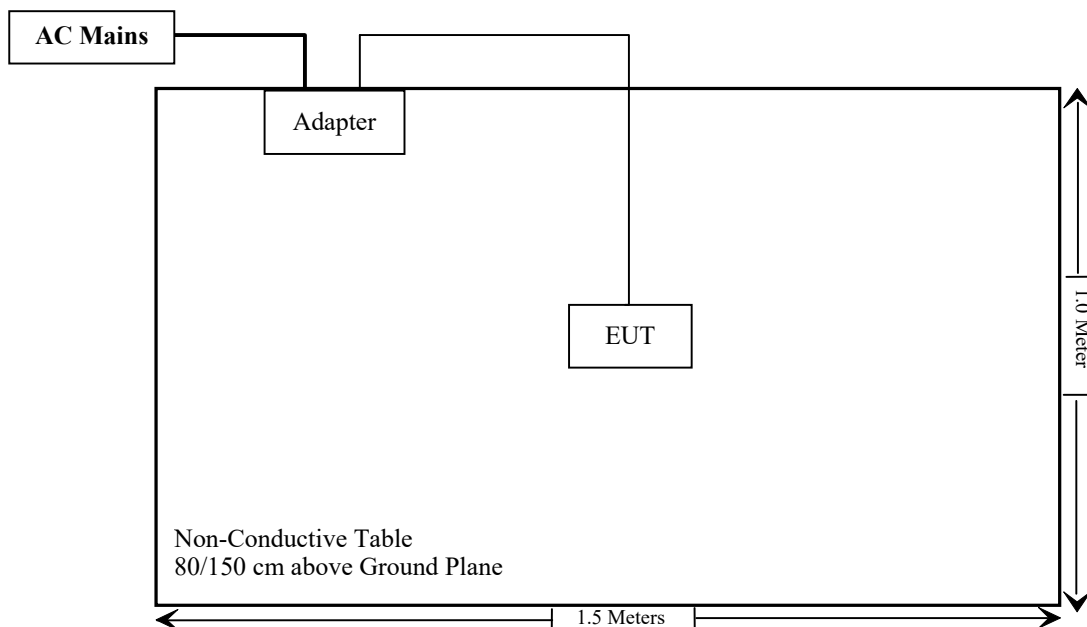 AC Mains
Adapter
EUT
1.0 Meter
Non-Conductive Table
80/150 cm above Ground Plane
1.5 Meters